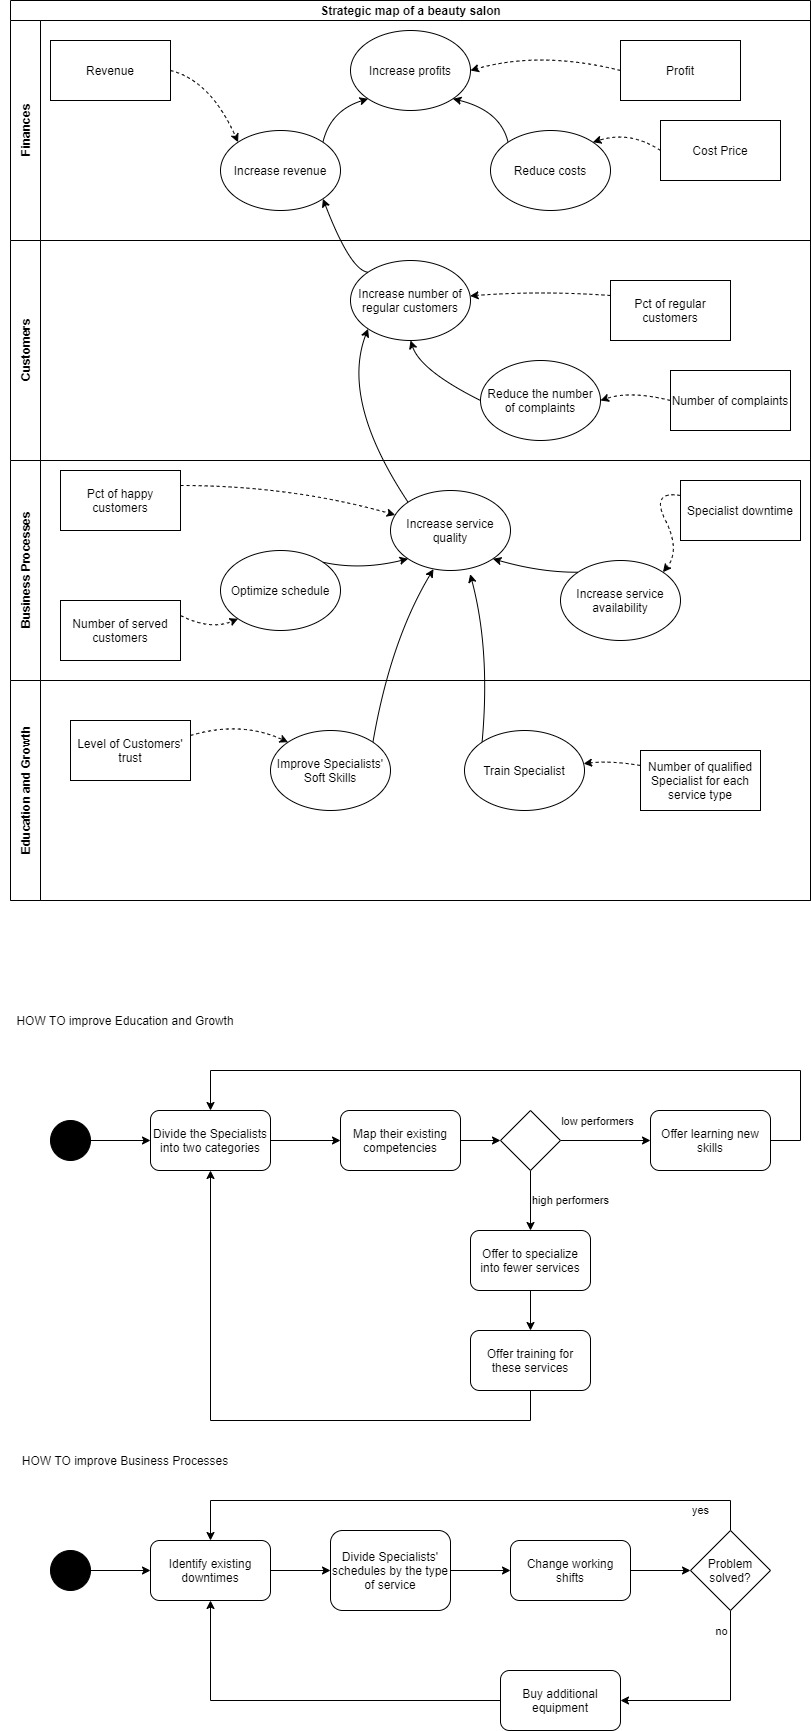 Strategic map of a beauty salon
Finances
Revenue
Increase profits
Profit
Cost Price
Increase revenue
Reduce costs
Customers
Increase number of
regular customers
Pct of regular
customers
Reduce the number
of complaints
Number of complaints
Business Processes
Pct of happy
customers
Increase service
quality
Specialist downtime
Optimize schedule
Increase service
availability
Number of served
customers
Education and Growth
Level of Customers'
trust
Improve Specialists'
Soft Skills
Train Specialist
Number of qualified
Specialist for each
service type
HOW TO improve Education and Growth
Divide the Specialists
into two categories
Map their existing
competencies
low performers
Offer learning new
skills
high performers
Offer to specialize
into fewer services
Offer training for
these services
HOW TO improve Business Processes
yes
Identify existing
downtimes
Divide Specialists'
schedules by the type
of service
Change working
shifts
Problem
solved?
no
Buy additional
equipment